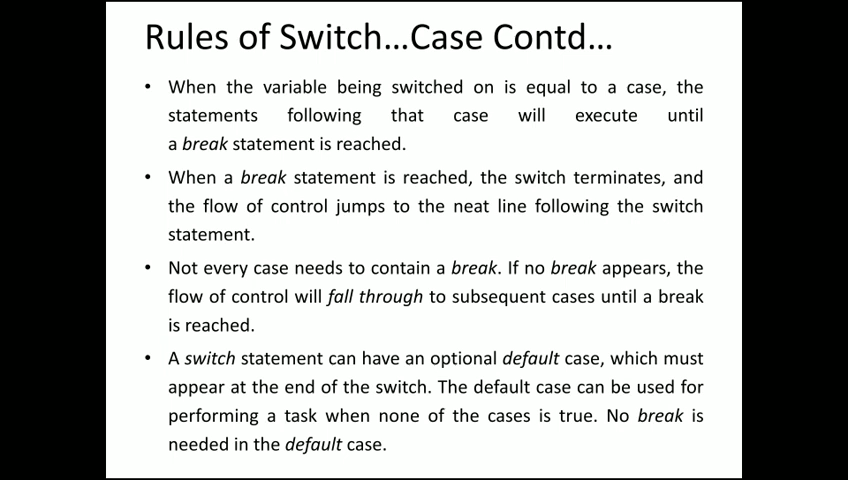 Rules of Switch…Case Contd…
• When the variable being switched on is equal to a case, the
statements following that case will execute until
a break statement is reached.
• When a break statement is reached, the switch terminates, and
the flow of control jumps to the neat line following the switch
statement.
• Not every case needs to contain a break. If no break appears, the
flow of control will fall through to subsequent cases until a break
is reached.
• A switch statement can have an optional default case, which must
appear at the end of the switch. The default case can be used for
performing a task when none of the cases is true. No break is
needed in the default case.